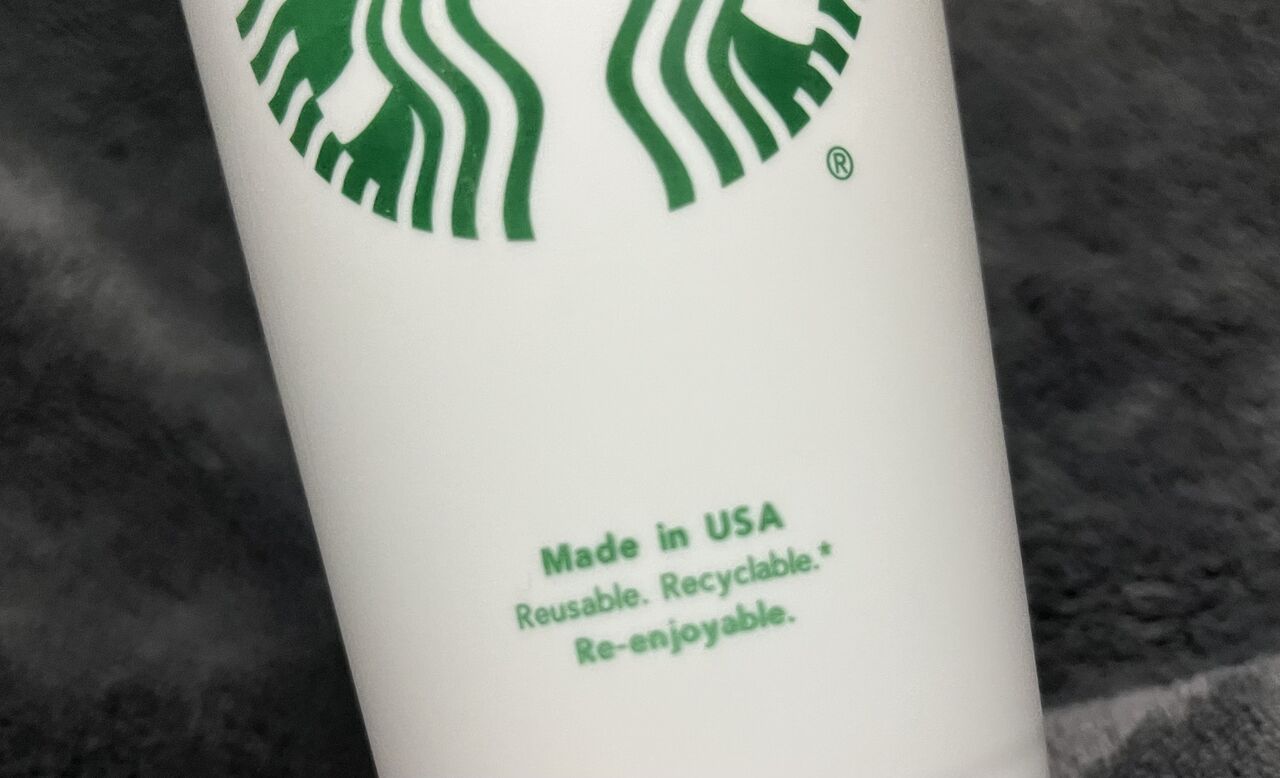 ®
Made in USA
Reusable. Recyclable.*
Re-enjoyable.